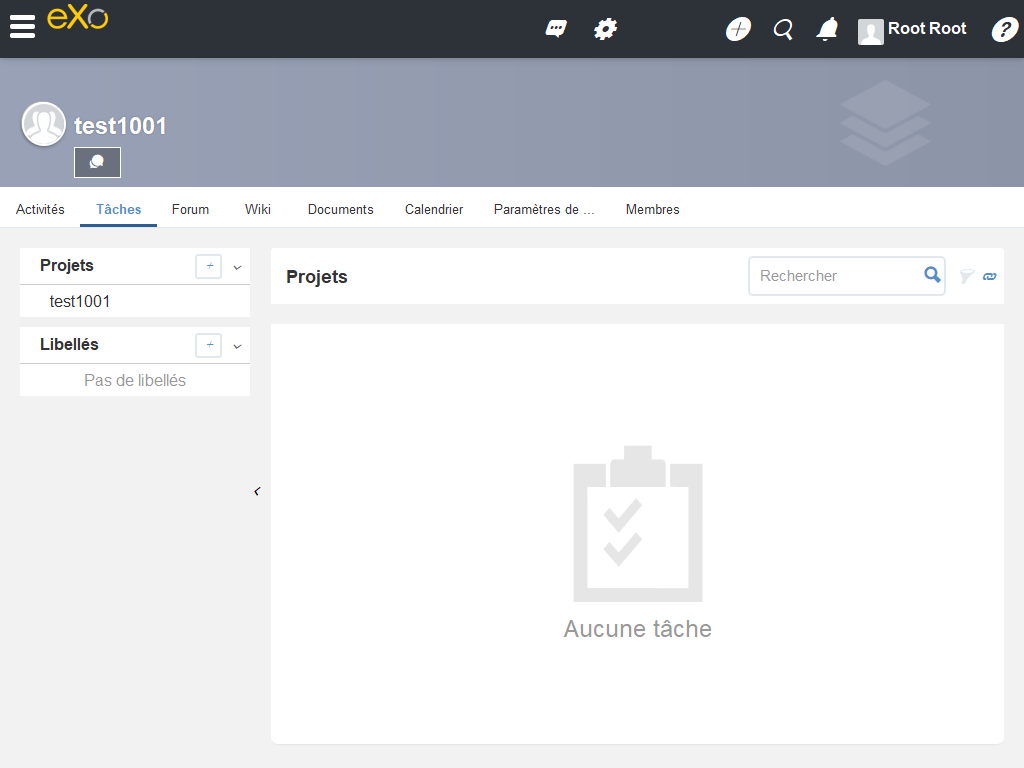 eXo
Root Root
test1001
Activités
Tâches
Forum
Wiki
Documents
Calendrier
Paramètres de ...
Membres
Projets
test1001
Libellés
Pas de libellés
Projets
Rechercher
Aucune tâche